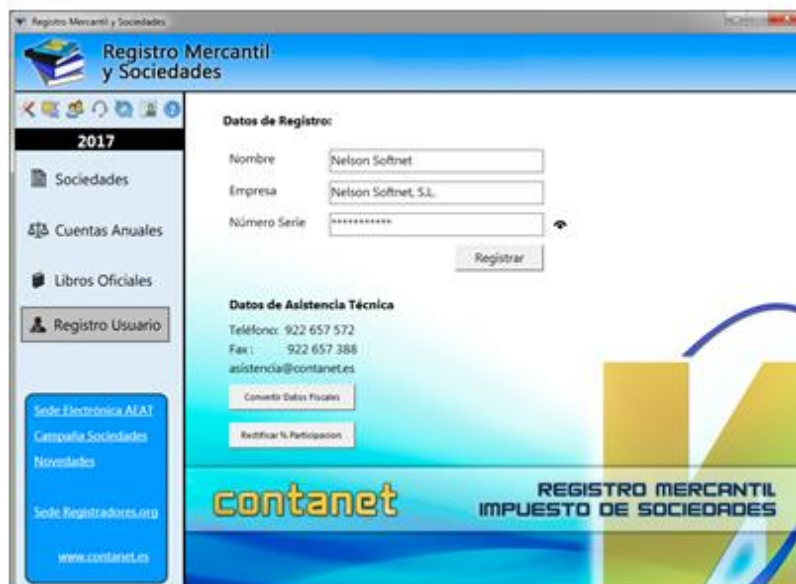 Registro Mercantil y Sociedades
Registro Mercantil
y Sociedades
2017
Sociedades
Cuentas Anuales
Libros Oficiales
Registro Usuario
Sede Electrónica AEAT
Campaña Sociedades
Novedades
Sede Registradores.org
www.contanet.es
Datos de Registro:
Nombre
Nelson Softnet
Empresa
Nelson Softnet, S.L.
Número Serie
***********
Registrar
Datos de Asistencia Técnica
Teléfono: 922 657 572
Fax : 922 657 388
asistencia@contanet.es
Convertir Datos Fiscales
Rectificar % Participacion
contanet
REGISTRO MERCANTIL
IMPUESTO DE SOCIEDADES